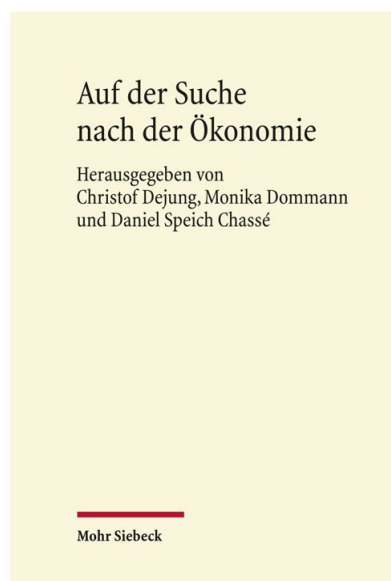 Auf der Suche
nach der Ökonomie
Herausgegeben von
Christof Dejung, Monika Dommann
und Daniel Speich Chassé
Mohr Siebeck